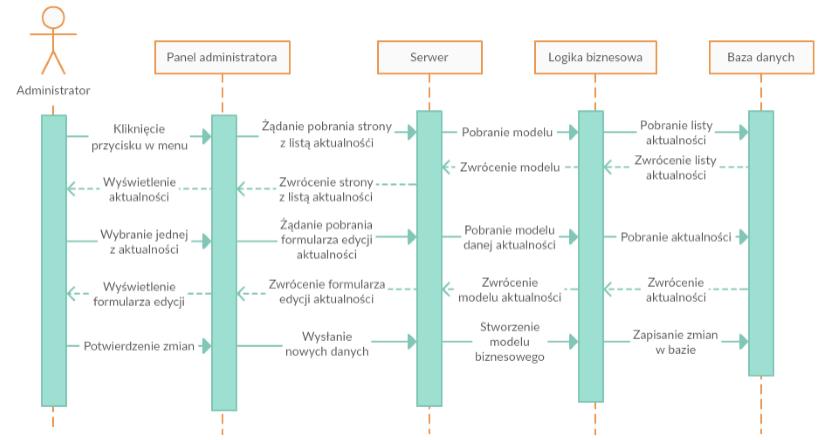 Administrator
Panel administratora
Serwer
Logika biznesowa
Baza danych
Kliknięcie
przycisku w menu
Żądanie pobrania strony
z listą aktualnośći
Pobranie modelu
Pobranie listy
aktualności
Wyświetlenie
aktualności
Zwrócenie strony
z listą aktualności
Zwrócenie modelu
Zwrócenie listy
aktualności
Wybranie jednej
z aktualności
Żądanie pobrania
formularza edycji
aktualności
Pobranie modelu
danej aktualności
Pobranie aktualności
Wyświetlenie
formularza edycji
Zwrócenie formularza
edycji aktualności
Zwrócenie
modelu aktualności
Zwrócenie
aktualności
Potwierdzenie zmian
Wysłanie
nowych danych
Stworzenie
modelu
biznesowego
Zapisanie zmian
w bazie